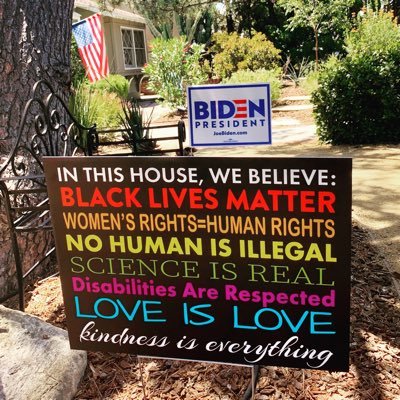 BIDEN
PRESIDENT
JoeBiden.com
IN THIS HOUSE, WE BELIEVE:
BLACK LIVES MATTER
WOMEN'S RIGHTS=HUMAN RIGHTS
NO HUMAN IS ILLEGAL
SCIENCE IS REAL
Disabilities Are Respected
LOVE IS LOVE
kindness is everything